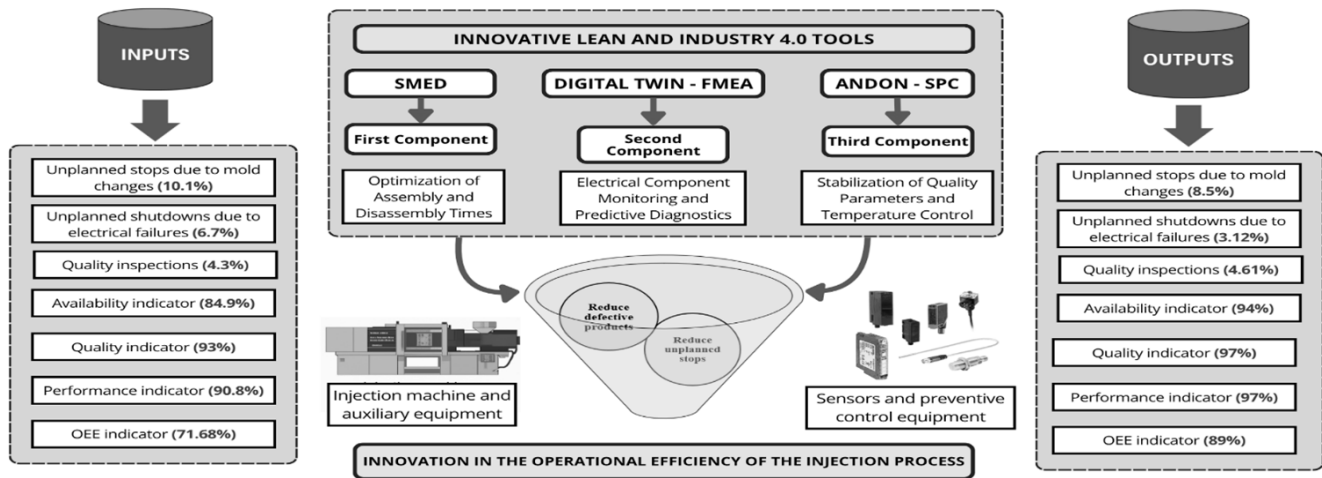 INPUTS
Unplanned stops due to mold
changes (10.1%)
Unplanned shutdowns due to
electrical failures (6.7%)
Quality inspections (4.3%)
Availability indicator (84.9%)
Quality indicator (93%)
Performance indicator (90.8%)
OEE indicator (71.68%)
INNOVATIVE LEAN AND INDUSTRY 4.0 TOOLS
SMED
First Component
Optimization of
Assembly and
Disassembly Times
DIGITAL TWIN - FMEA
Second
Component
Electrical Component
Monitoring and
Predictive Diagnostics
ANDON - SPC
Third Component
Stabilization of Quality
Parameters and
Temperature Control
Reduce
defective
products
Reduce
unplanned
stops
Injection machine and
auxiliary equipment
Sensors and preventive
control equipment
INNOVATION IN THE OPERATIONAL EFFICIENCY OF THE INJECTION PROCESS
OUTPUTS
Unplanned stops due to mold
changes (8.5%)
Unplanned shutdowns due to
electrical failures (3.12%)
Quality inspections (4.61%)
Availability indicator (94%)
Quality indicator (97%)
Performance indicator (97%)
OEE indicator (89%)